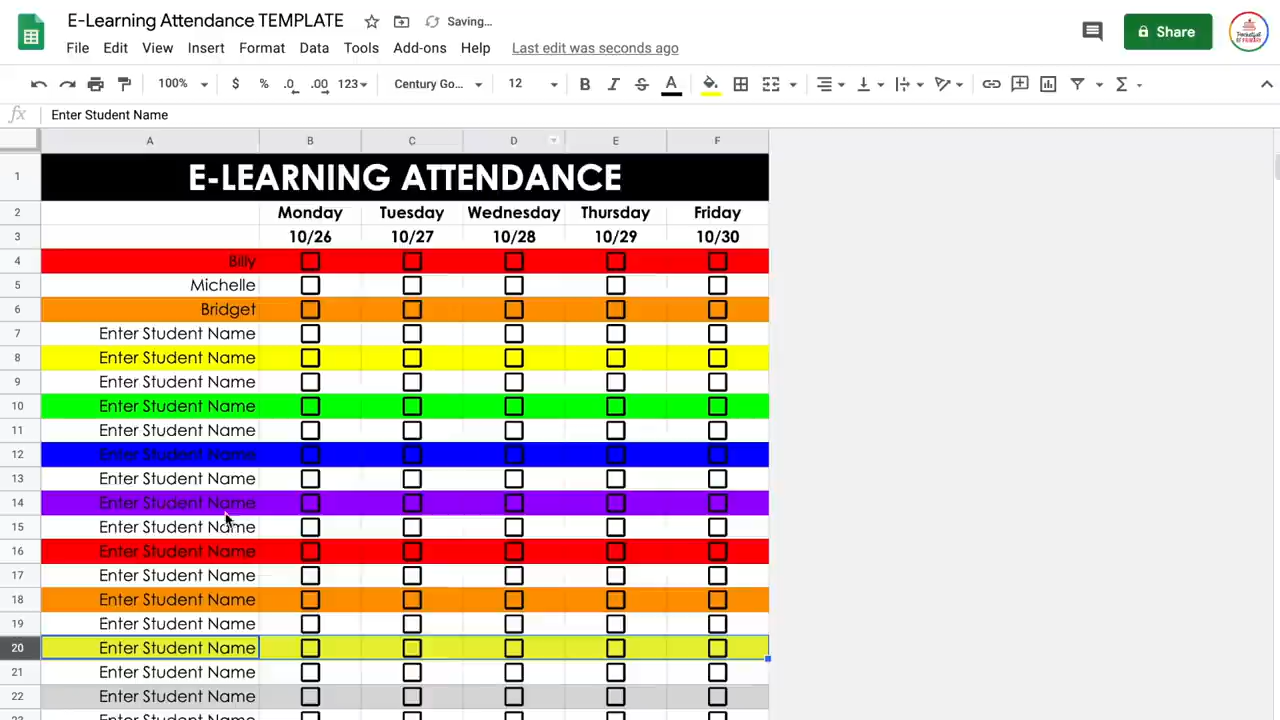 E-Learning Attendance TEMPLATE Saving...
File Edit View Insert Format Data Tools Add-ons Help Last edit was seconds ago Share
100% $ % .0 .00 123 Century Go... 12 B I S A Σ
fx Enter Student Name
A B C D E F
1 E-LEARNING ATTENDANCE
2 Monday Tuesday Wednesday Thursday Friday
3 10/26 10/27 10/28 10/29 10/30
4 Billy
5 Michelle
6 Bridget
7 Enter Student Name
8 Enter Student Name
9 Enter Student Name
10 Enter Student Name
11 Enter Student Name
12 Enter Student Name
13 Enter Student Name
14 Enter Student Name
15 Enter Student Name
16 Enter Student Name
17 Enter Student Name
18 Enter Student Name
19 Enter Student Name
20 Enter Student Name
21 Enter Student Name
22 Enter Student Name